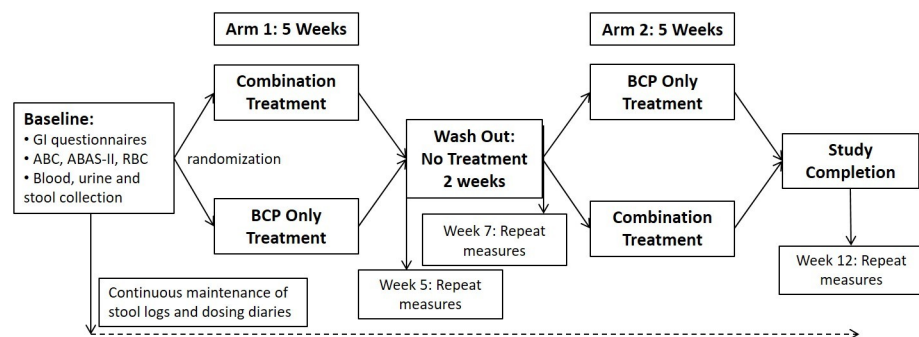 Arm 1: 5 Weeks
Arm 2: 5 Weeks
Combination
Treatment
BCP Only
Treatment
Baseline:
• GI questionnaires
• ABC, ABAS-II, RBC
• Blood, urine and
stool collection
randomization
Wash Out:
No Treatment
2 weeks
Study
Completion
BCP Only
Treatment
Combination
Treatment
Week 7: Repeat
measures
Week 5: Repeat
measures
Week 12: Repeat
measures
Continuous maintenance of
stool logs and dosing diaries